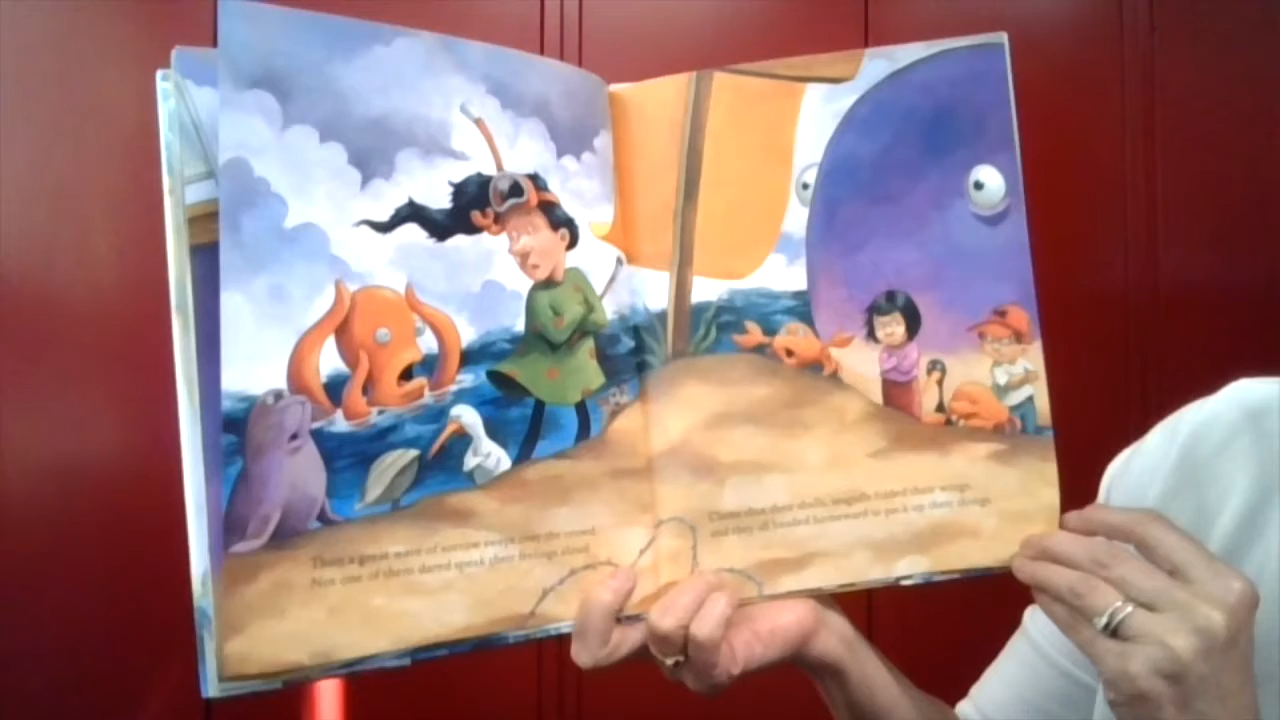 Then a great wave of sorrow swept over the crowd.
Not one of them dared speak their feelings aloud.
Clams shut their shells, seagulls folded their wings,
and they all headed homeward to pack up their things.